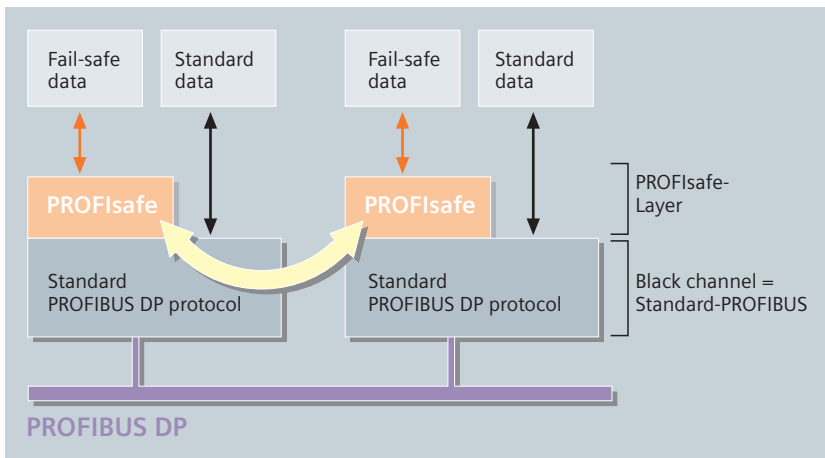 Fail-safe
data
Standard
data
Fail-safe
data
Standard
data
PROFIsafe
PROFIsafe
PROFIsafe-
Layer
Standard
PROFIBUS DP protocol
Standard
PROFIBUS DP protocol
Black channel =
Standard-PROFIBUS
PROFIBUS DP